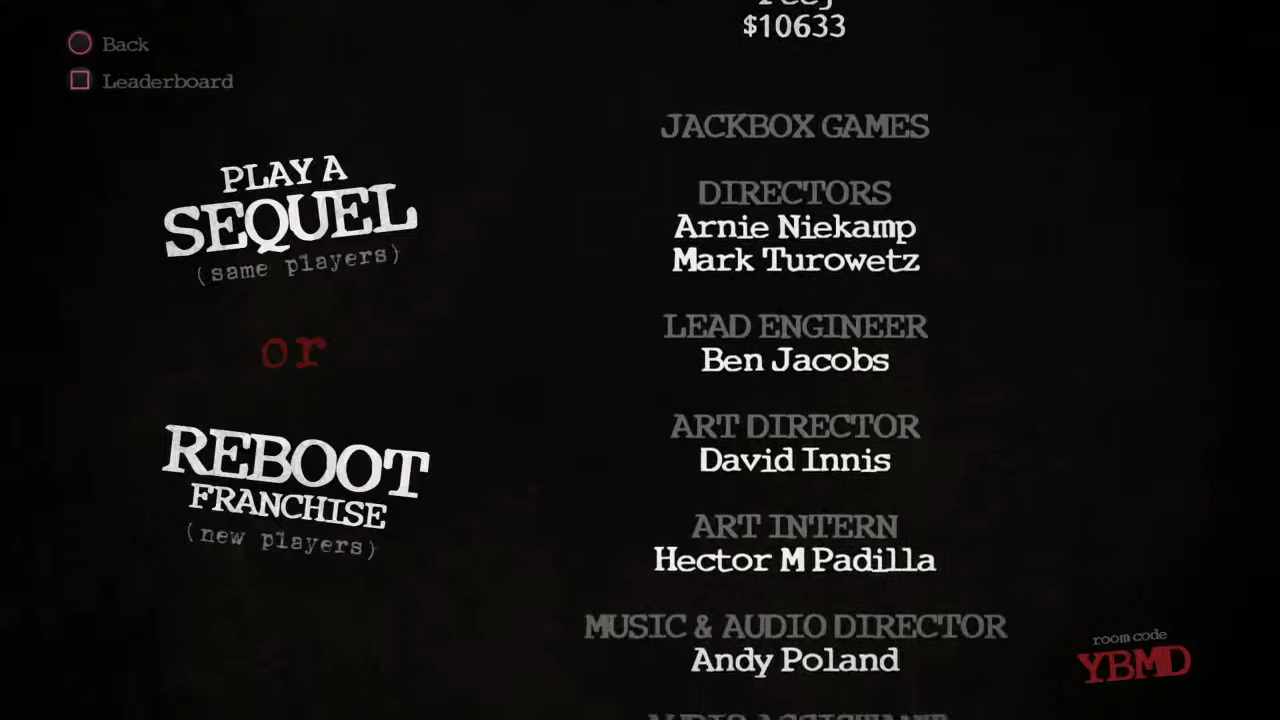 Back
Leaderboard
PLAY A
SEQUEL
(same players)
or
REBOOT
FRANCHISE
(new players)
$10633
JACKBOX GAMES
DIRECTORS
Arnie Niekamp
Mark Turowetz
LEAD ENGINEER
Ben Jacobs
ART DIRECTOR
David Innis
ART INTERN
Hector M Padilla
MUSIC & AUDIO DIRECTOR
Andy Poland
room code
YBMD